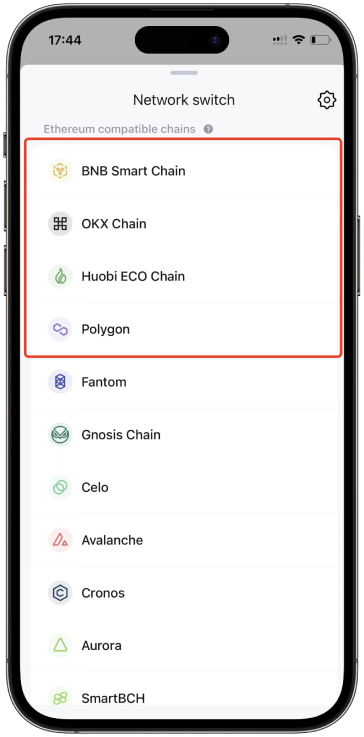 17:44
Network switch
Ethereum compatible chains ?
BNB Smart Chain
OKX Chain
Huobi ECO Chain
Polygon
Fantom
Gnosis Chain
Celo
Avalanche
Cronos
Aurora
SmartBCH